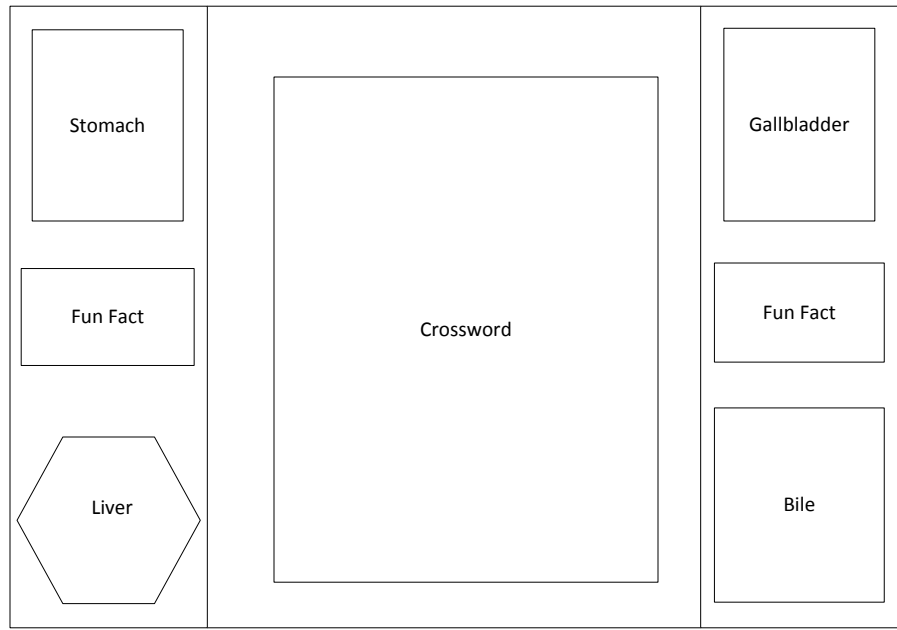 Stomach
Fun Fact
Liver
Crossword
Gallbladder
Fun Fact
Bile